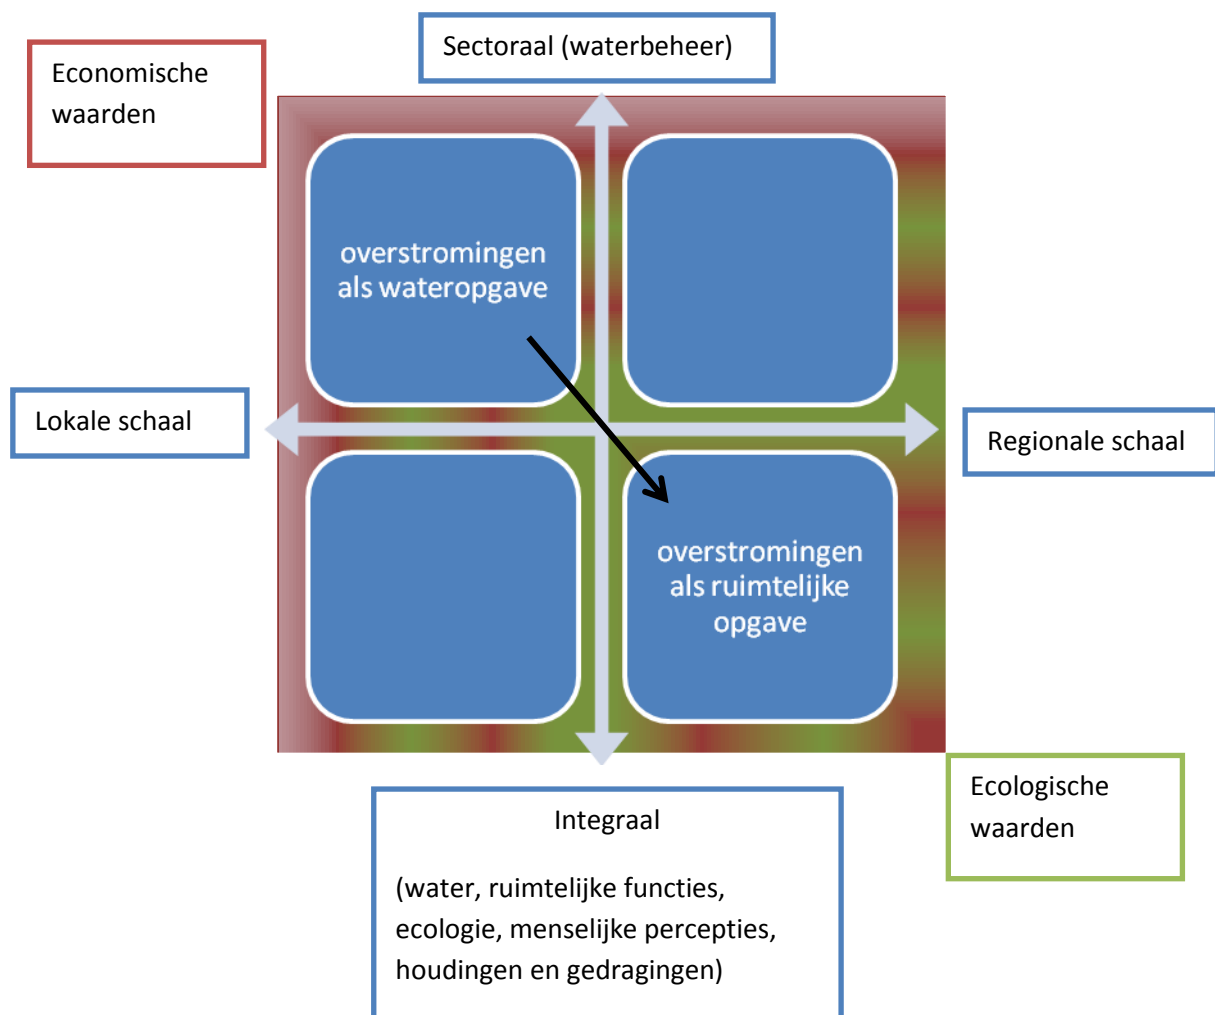 Sectoraal (waterbeheer)
Economische
waarden
overstromingen
als wateropgave
Lokale schaal
Regionale schaal
overstromingen
als ruimtelijke
opgave
Ecologische
waarden
Integraal
(water, ruimtelijke functies,
ecologie, menselijke percepties,
houdingen en gedragingen)